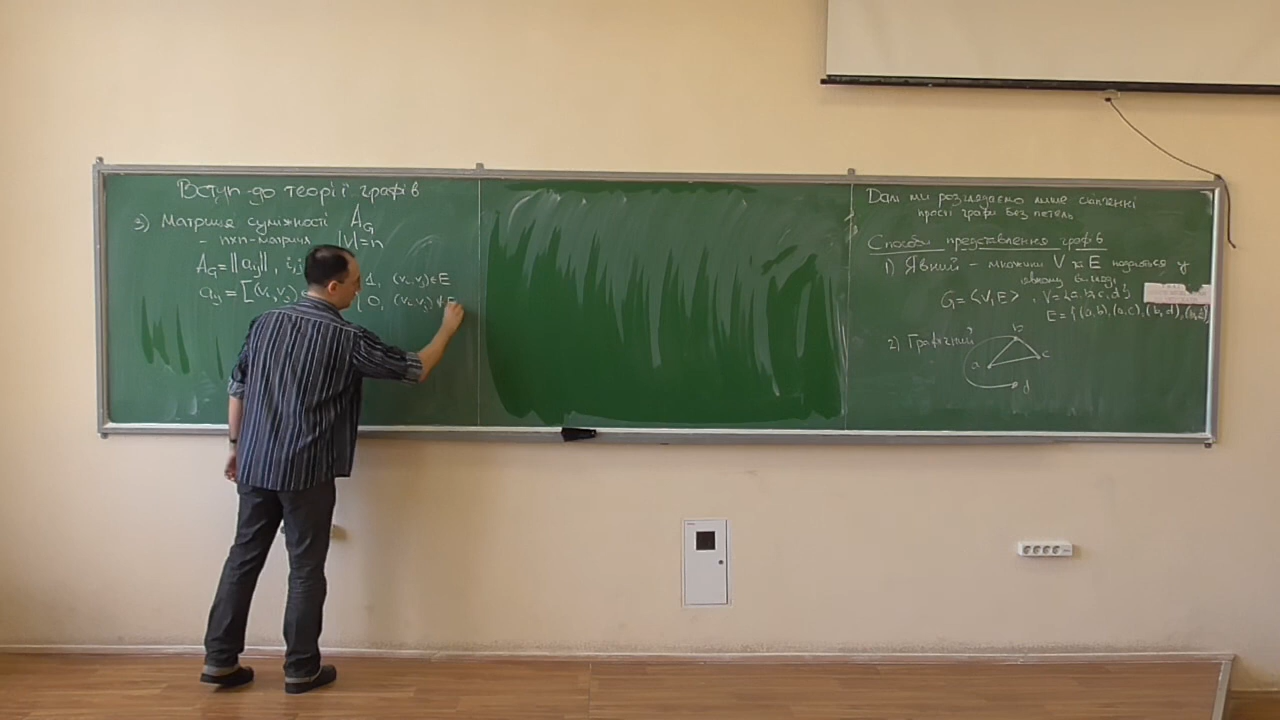 Вступ до теорії графів
3) Матриця суміжності A_G
- n×n-матриця |V|=n
A_G = ||a_ij||, i,j
a_ij = [(v_i, v_j) ∈
1, (v_i, v_j) ∈ E
0, (v_i, v_j) ∉ E
Далі ми розглядаємо лише скінченні
прості графи без петель
Способи представлення графів
1) Явний - множини V та E подаються у
явному вигляді
G = <V, E>, V = {a, b, c, d}
E = {(a, b), (a, c), (b, d), (b, c)}
2) Графічний
b
a
c
d